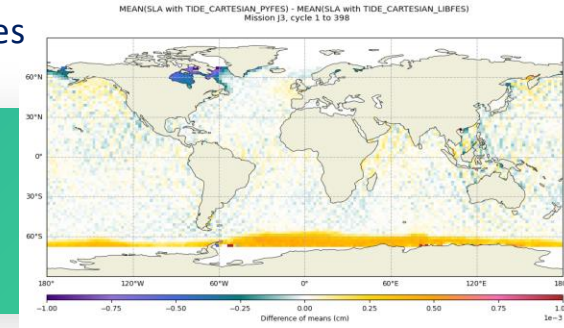 es
MEAN(SLA with TIDE_CARTESIAN_PYFES) - MEAN(SLA with TIDE_CARTESIAN_LIBFES)
Mission J3, cycle 1 to 398
60°N
30°N
0°
30°S
60°S
180° 120°W 60°W 0° 60°E 120°E 18
−1.00 −0.75 −0.50 −0.25 0.00 0.25 0.50 0.75 1.0
Difference of means (cm) 1e−3